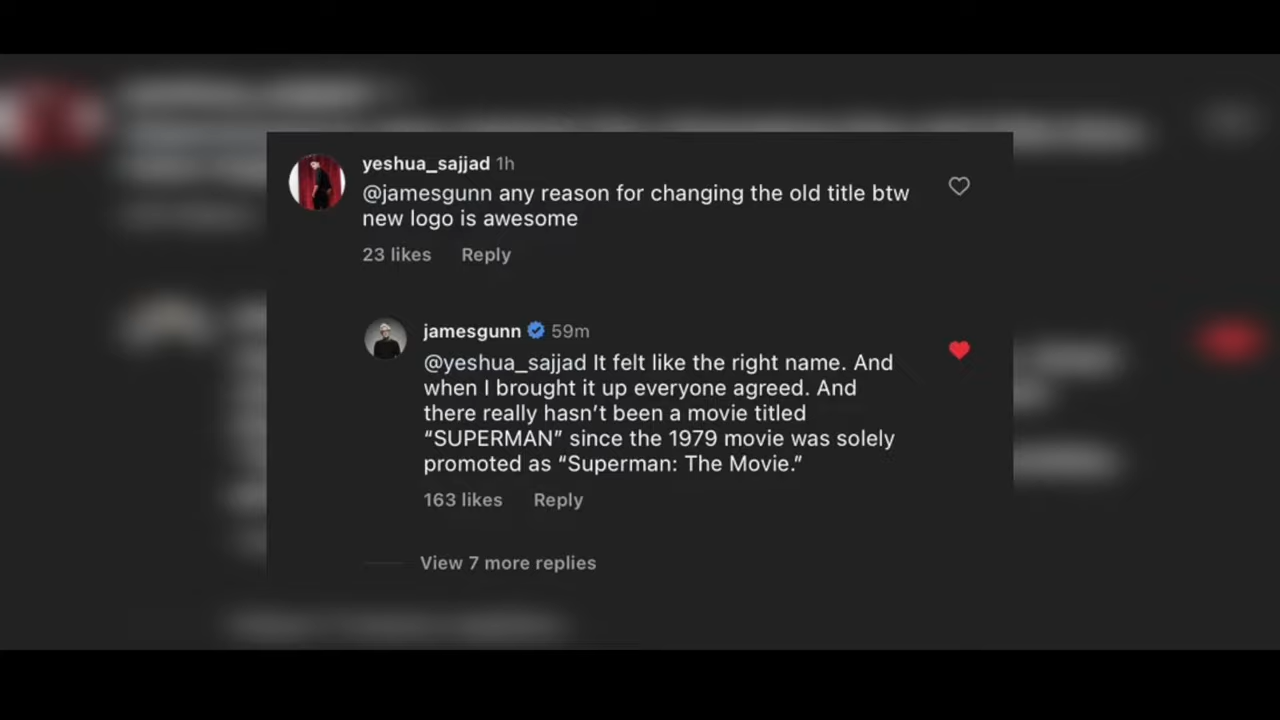 yeshua_sajjad 1h
@jamesgunn any reason for changing the old title btw
new logo is awesome
23 likes Reply
jamesgunn 59m
@yeshua_sajjad It felt like the right name. And
when I brought it up everyone agreed. And
there really hasn’t been a movie titled
“SUPERMAN” since the 1979 movie was solely
promoted as “Superman: The Movie.”
163 likes Reply
View 7 more replies